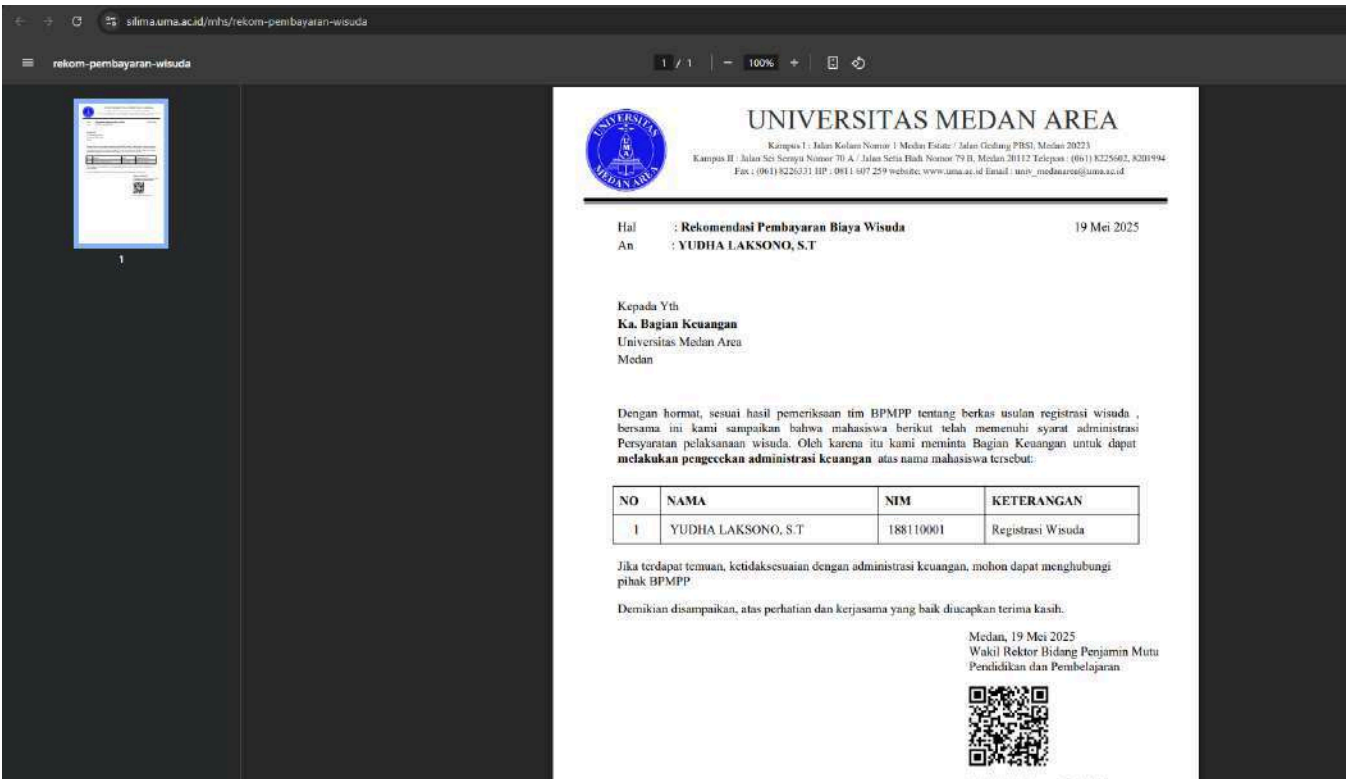 silima.uma.ac.id/mhs/rekom-pembayaran-wisuda
rekom-pembayaran-wisuda
1 / 1
100%
1
UNIVERSITAS MEDAN AREA
UNIVERSITAS MEDAN AREA
Kampus I : Jalan Kolam Nomor 1 Medan Estate / Jalan Gedung PBSI, Medan 20223
Kampus II : Jalan Sei Serayu Nomor 70 A / Jalan Setia Budi Nomor 79 B, Medan 20112 Telepon : (061) 8225602, 8201994
Fax : (061) 8226331 HP : 0811 607 259 website: www.uma.ac.id Email : univ_medanarea@uma.ac.id
Hal : Rekomendasi Pembayaran Biaya Wisuda 19 Mei 2025
An : YUDHA LAKSONO, S.T
Kepada Yth
Ka. Bagian Keuangan
Universitas Medan Area
Medan
Dengan hormat, sesuai hasil pemeriksaan tim BPMPP tentang berkas usulan registrasi wisuda ,
bersama ini kami sampaikan bahwa mahasiswa berikut telah memenuhi syarat administrasi
Persyaratan pelaksanaan wisuda. Oleh karena itu kami meminta Bagian Keuangan untuk dapat
melakukan pengecekan administrasi keuangan atas nama mahasiswa tersebut:
NO NAMA NIM KETERANGAN
1 YUDHA LAKSONO, S.T 188110001 Registrasi Wisuda
Jika terdapat temuan, ketidaksesuaian dengan administrasi keuangan, mohon dapat menghubungi
pihak BPMPP
Demikian disampaikan, atas perhatian dan kerjasama yang baik diucapkan terima kasih.
Medan, 19 Mei 2025
Wakil Rektor Bidang Penjamin Mutu
Pendidikan dan Pembelajaran